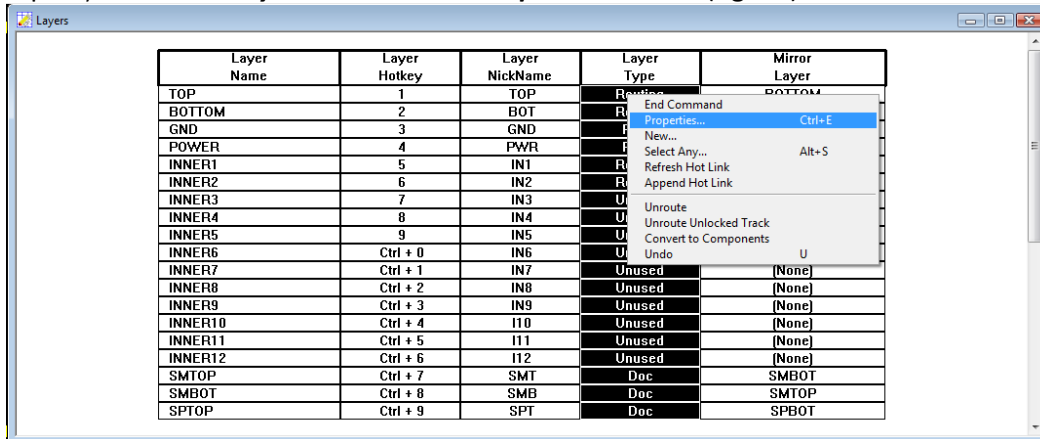 Layers
Layer Layer Layer Layer Mirror
Name Hotkey NickName Type Layer
TOP 1 TOP Routing BOTTOM
End Command
BOTTOM 2 BOT
Properties... Ctrl+E
GND 3 GND
New...
POWER 4 PWR
Select Any... Alt+S
INNER1 5 IN1
Refresh Hot Link
INNER2 6 IN2
Append Hot Link
INNER3 7 IN3
Unroute
INNER4 8 IN4
Unroute Unlocked Track
INNER5 9 IN5
Convert to Components
INNER6 Ctrl + 0 IN6
Undo U
INNER7 Ctrl + 1 IN7 Unused (None)
INNER8 Ctrl + 2 IN8 Unused (None)
INNER9 Ctrl + 3 IN9 Unused (None)
INNER10 Ctrl + 4 I10 Unused (None)
INNER11 Ctrl + 5 I11 Unused (None)
INNER12 Ctrl + 6 I12 Unused (None)
SMTOP Ctrl + 7 SMT Doc SMBOT
SMBOT Ctrl + 8 SMB Doc SMTOP
SPTOP Ctrl + 9 SPT Doc SPBOT